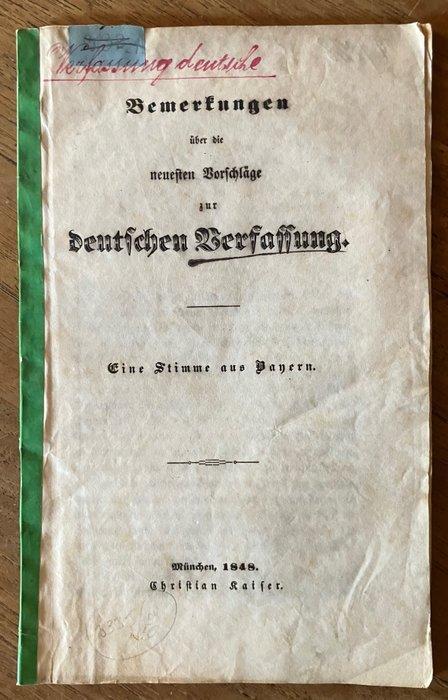 Verfassung deutsche
Bemerkungen
über die
neuesten Vorschläge
zur
deutschen Verfassung.
Eine Stimme aus Bayern.
München, 1848.
Christian Kaiser.